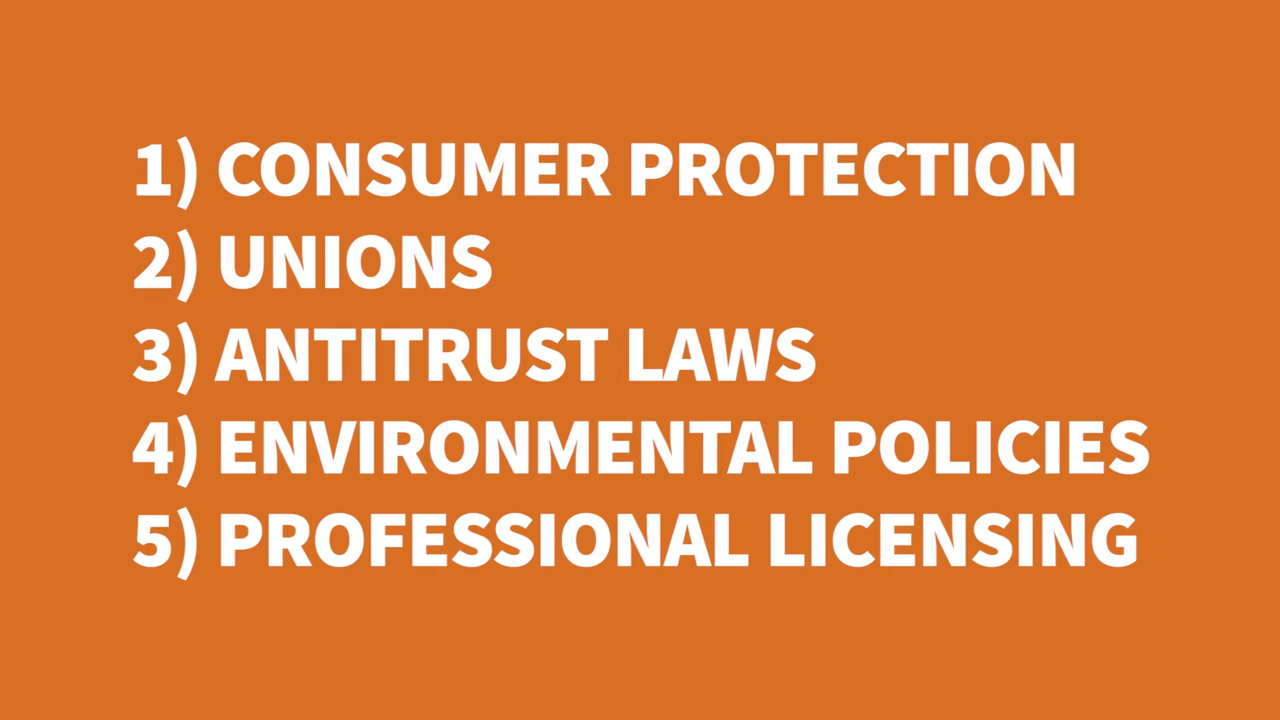 1) CONSUMER PROTECTION
2) UNIONS
3) ANTITRUST LAWS
4) ENVIRONMENTAL POLICIES
5) PROFESSIONAL LICENSING